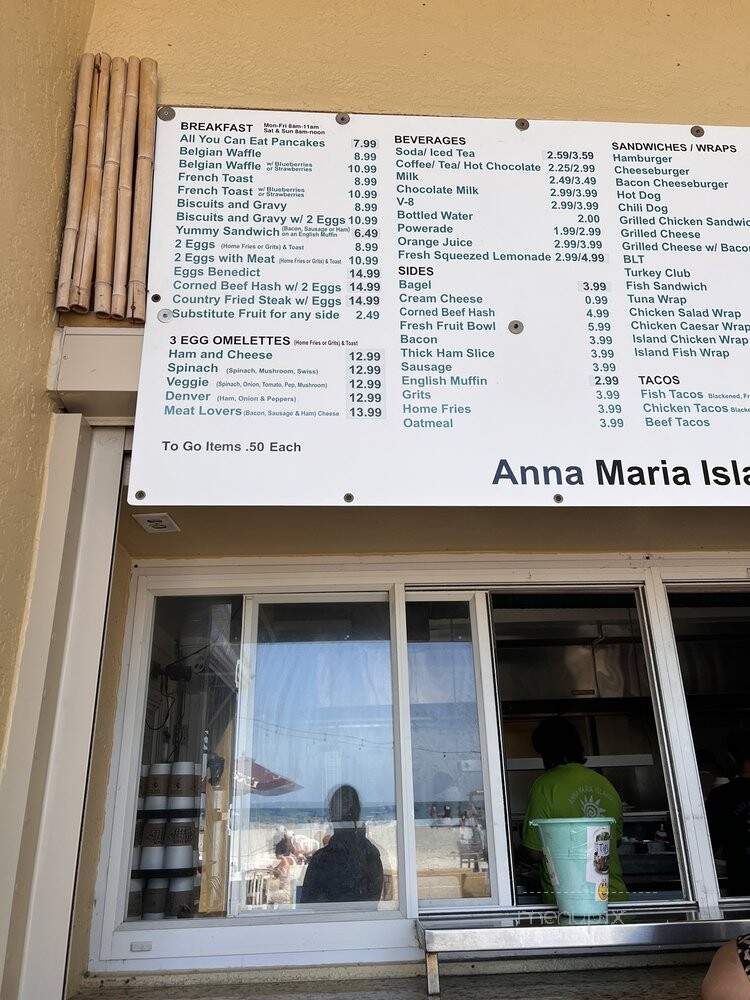 BREAKFAST Mon-Fri 8am-11am
Sat & Sun 8am-noon
All You Can Eat Pancakes 7.99
Belgian Waffle 8.99
Belgian Waffle w/ Blueberries or Strawberries 10.99
French Toast 8.99
French Toast w/ Blueberries or Strawberries 10.99
Biscuits and Gravy 8.99
Biscuits and Gravy w/ 2 Eggs 10.99
Yummy Sandwich (Bacon, Sausage or Ham) on an English Muffin 6.49
2 Eggs (Home Fries or Grits) & Toast 8.99
2 Eggs with Meat (Home Fries or Grits) & Toast 10.99
Eggs Benedict 14.99
Corned Beef Hash w/ 2 Eggs 14.99
Country Fried Steak w/ Eggs 14.99
Substitute Fruit for any side 2.49
3 EGG OMELETTES (Home Fries or Grits) & Toast
Ham and Cheese 12.99
Spinach (Spinach, Mushroom, Swiss) 12.99
Veggie (Spinach, Onion, Tomato, Pep, Mushroom) 12.99
Denver (Ham, Onion & Peppers) 12.99
Meat Lovers (Bacon, Sausage & Ham) Cheese 13.99
To Go Items .50 Each
BEVERAGES
Soda/ Iced Tea 2.59/3.59
Coffee/ Tea/ Hot Chocolate 2.25/2.99
Milk 2.49/3.49
Chocolate Milk 2.99/3.99
V-8 2.99/3.99
Bottled Water 2.00
Powerade 1.99/2.99
Orange Juice 2.99/3.99
Fresh Squeezed Lemonade 2.99/4.99
SIDES
Bagel 3.99
Cream Cheese 0.99
Corned Beef Hash 4.99
Fresh Fruit Bowl 5.99
Bacon 3.99
Thick Ham Slice 3.99
Sausage 3.99
English Muffin 2.99
Grits 3.99
Home Fries 3.99
Oatmeal 3.99
SANDWICHES / WRAPS
Hamburger
Cheeseburger
Bacon Cheeseburger
Hot Dog
Chili Dog
Grilled Chicken Sandwic
Grilled Cheese
Grilled Cheese w/ Bacon
BLT
Turkey Club
Fish Sandwich
Tuna Wrap
Chicken Salad Wrap
Chicken Caesar Wrap
Island Chicken Wrap
Island Fish Wrap
TACOS
Fish Tacos Blackened, Fr
Chicken Tacos Blacke
Beef Tacos
Anna Maria Isla